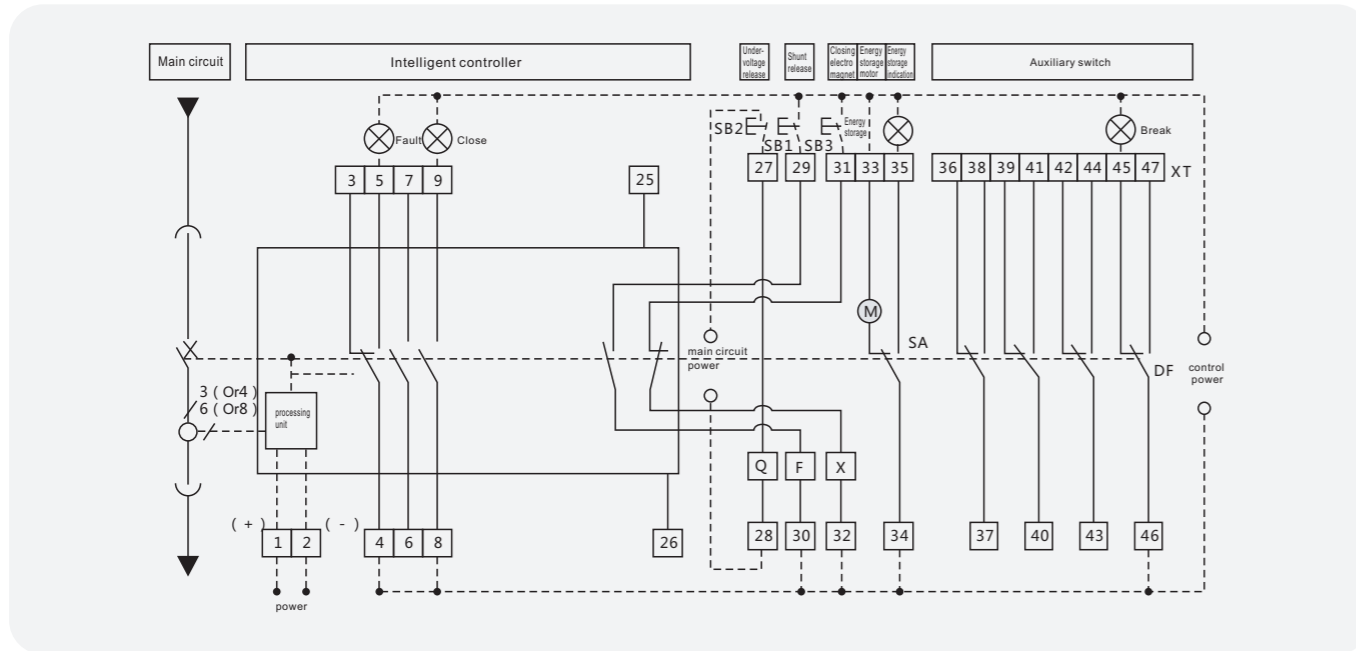 Main circuit
Intelligent controller
Under-
voltage
release
Shunt
release
Closing
electro
magnet
Energy
storage
motor
Energy
storage
indication
Auxiliary switch
Fault
Close
SB2
SB1
SB3
Energy
storage
Break
3 5 7 9
25
27 29 31 33 35
36 38 39 41 42 44 45 47 XT
M
SA
DF
main circuit
power
control
power
3 ( Or4 )
6 ( Or8 )
processing
unit
Q F X
( + ) ( - )
1 2
4 6 8
26
28 30 32 34
37 40 43 46
power